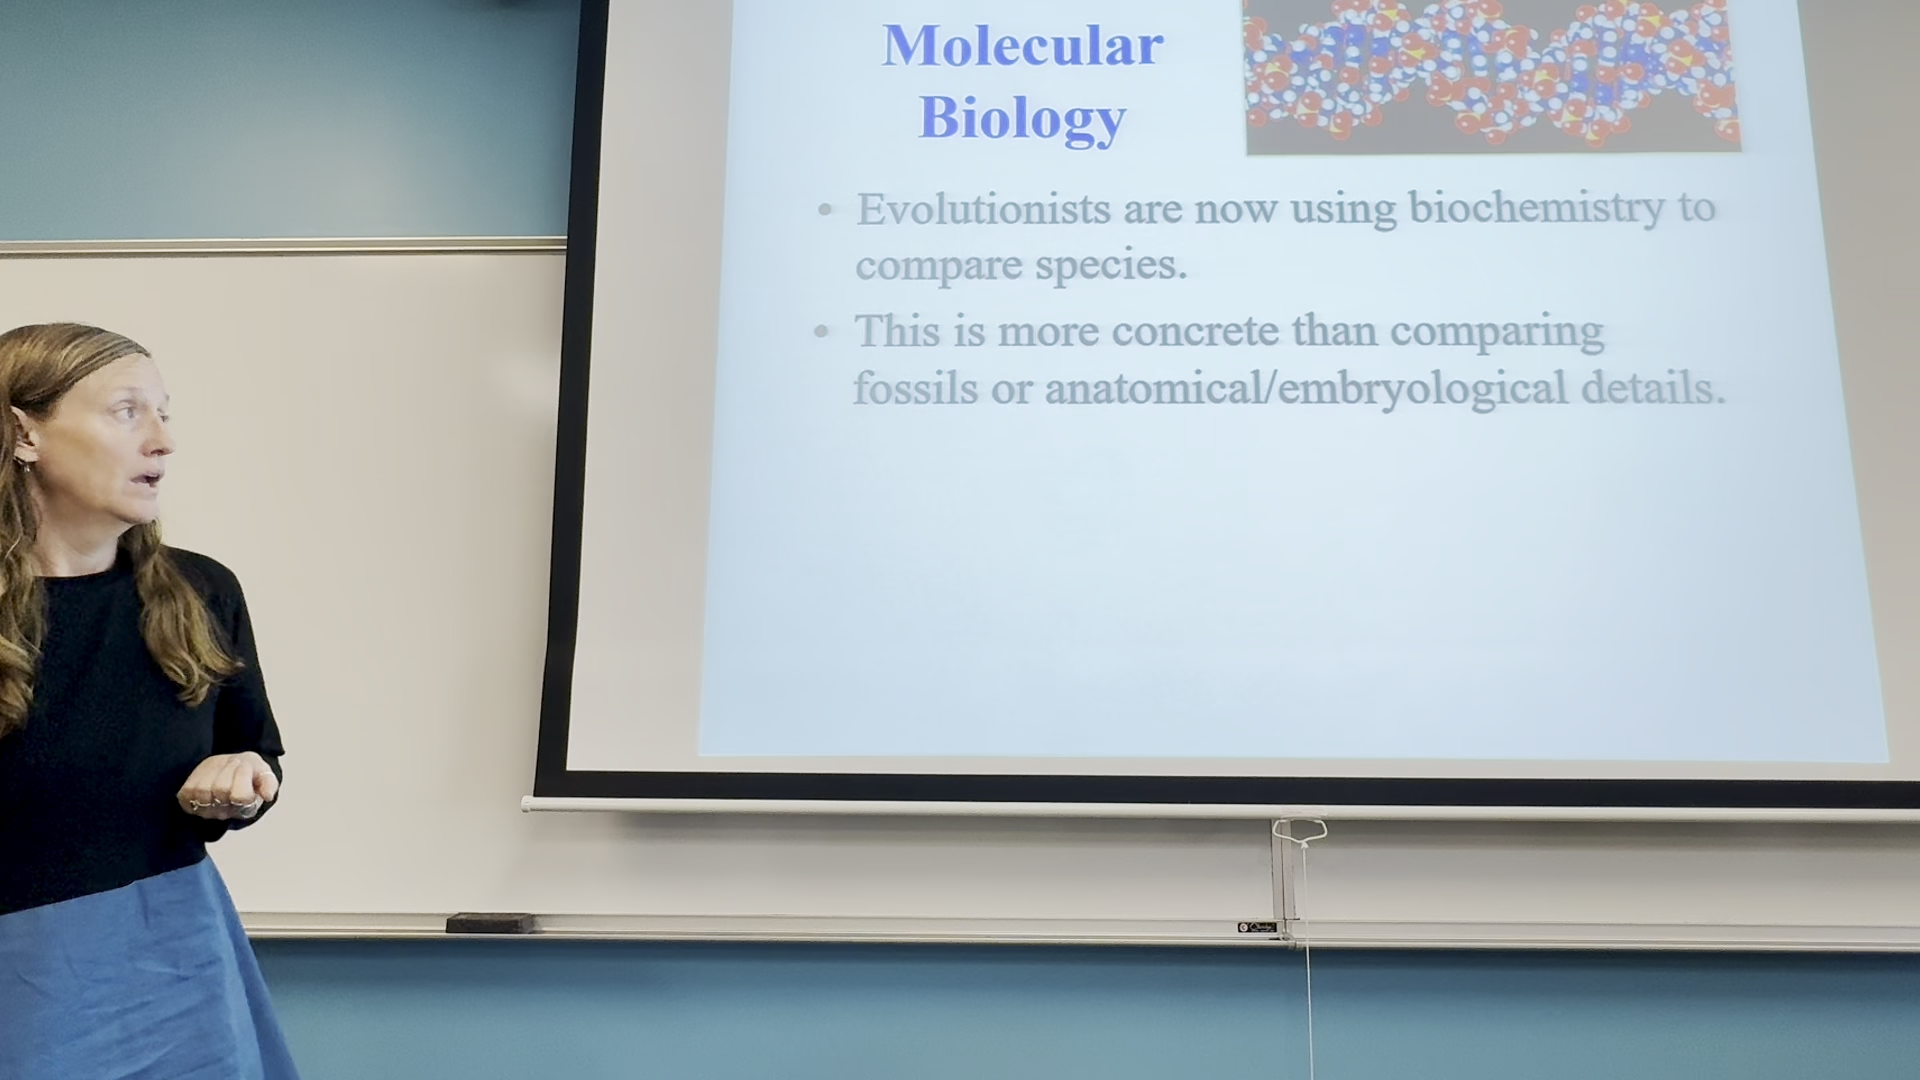 Molecular
Biology
• Evolutionists are now using biochemistry to
compare species.
• This is more concrete than comparing
fossils or anatomical/embryological details.